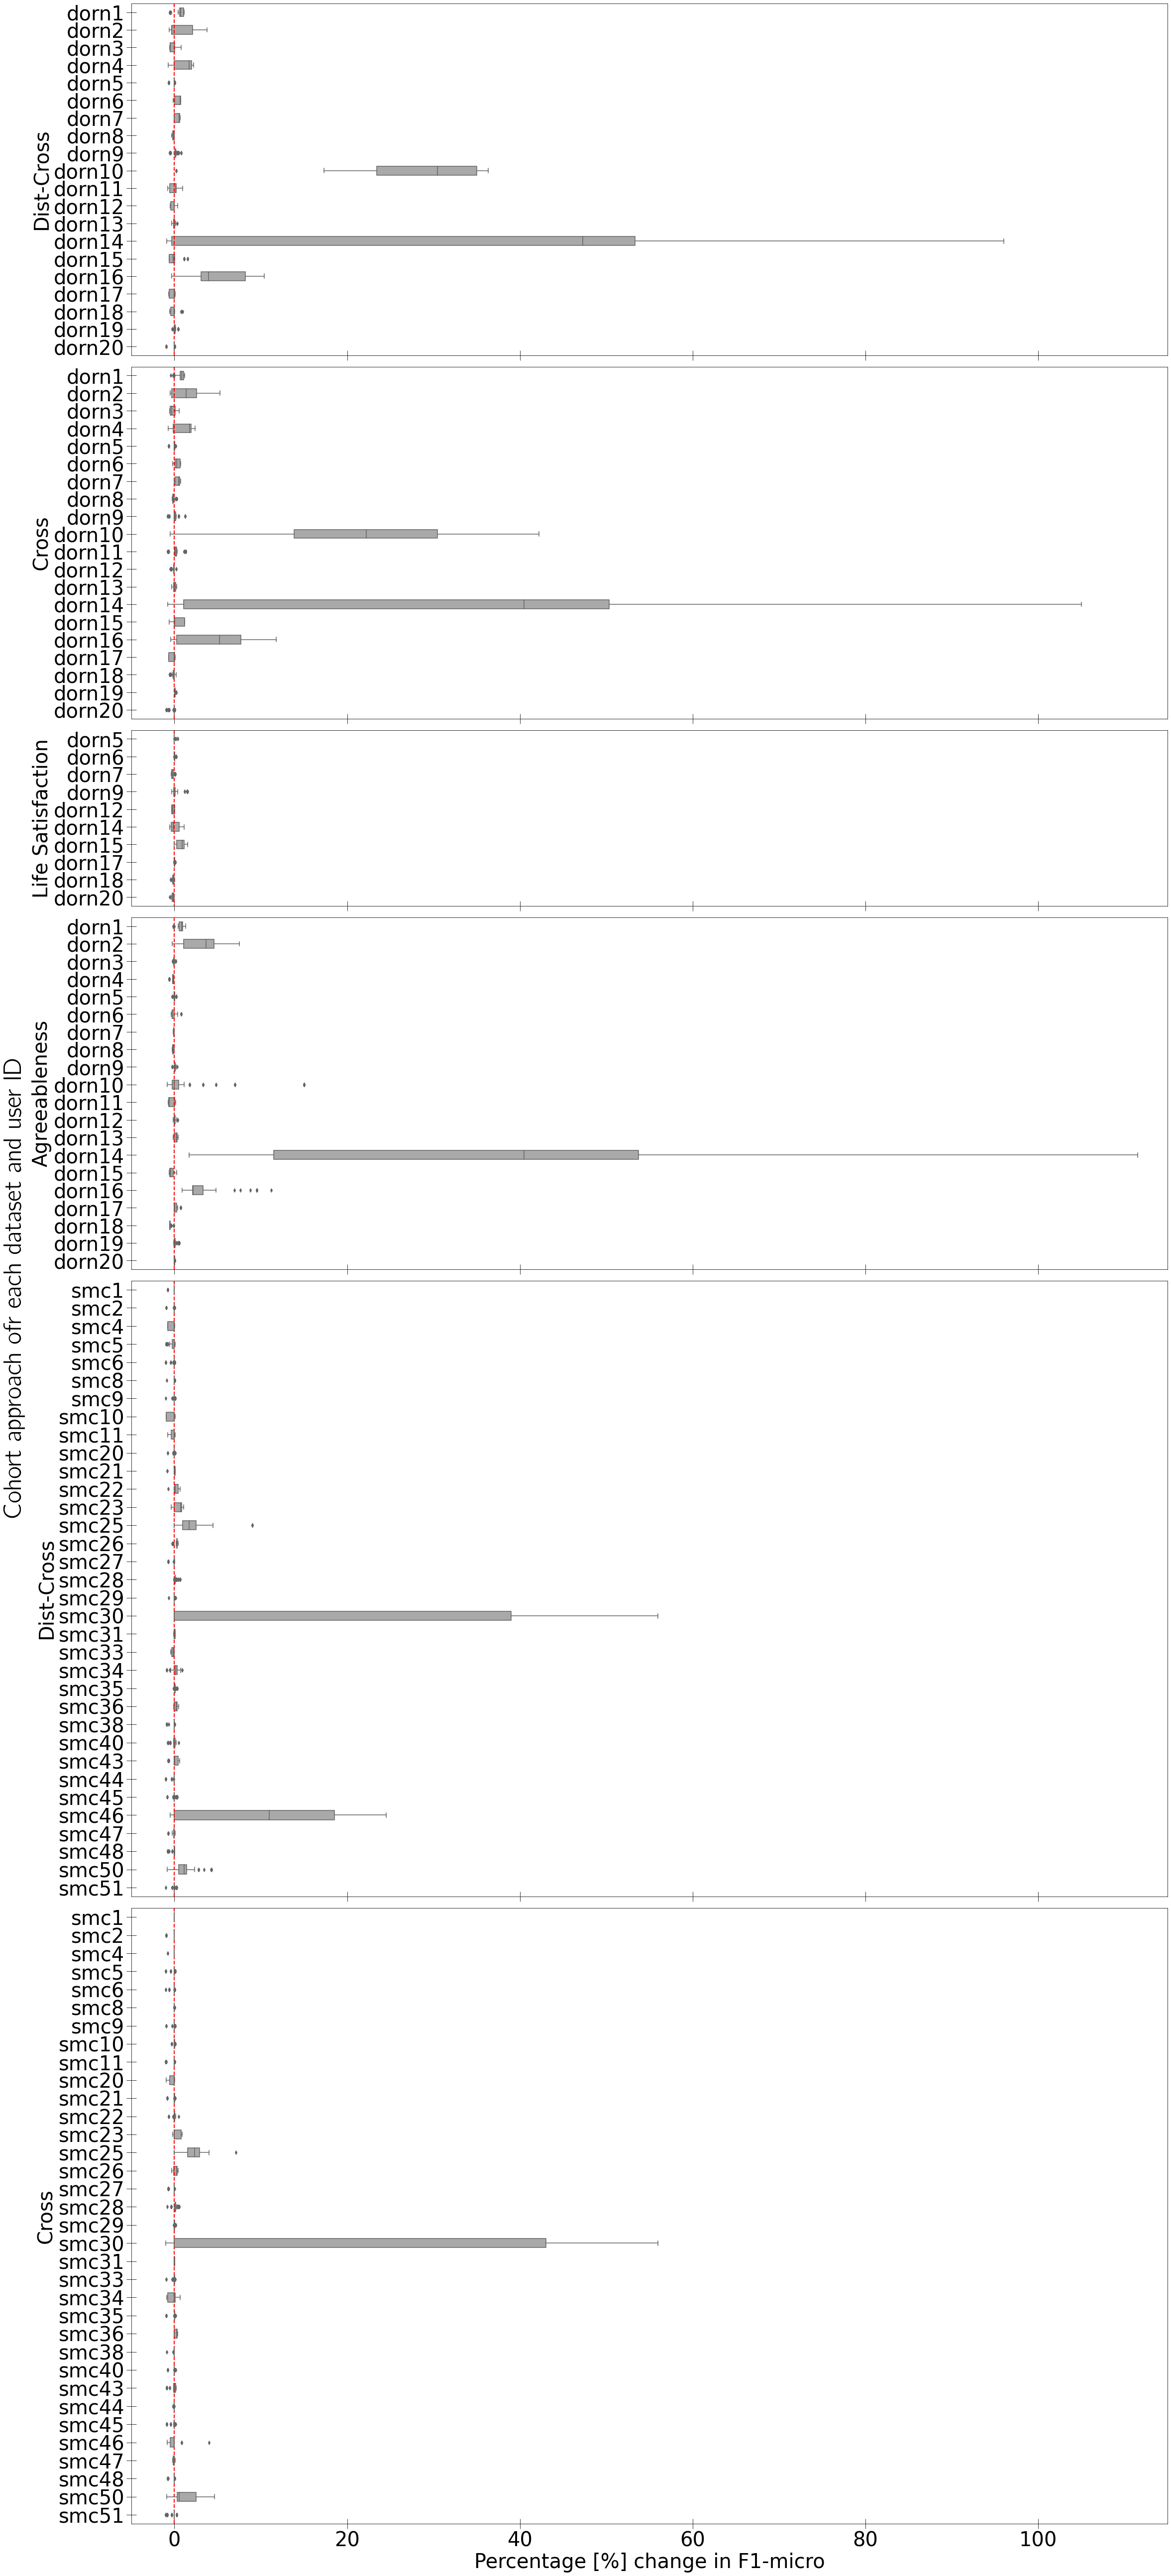 Cohort approach ofr each dataset and user ID
Dist-Cross
dorn1
dorn2
dorn3
dorn4
dorn5
dorn6
dorn7
dorn8
dorn9
dorn10
dorn11
dorn12
dorn13
dorn14
dorn15
dorn16
dorn17
dorn18
dorn19
dorn20
Cross
dorn1
dorn2
dorn3
dorn4
dorn5
dorn6
dorn7
dorn8
dorn9
dorn10
dorn11
dorn12
dorn13
dorn14
dorn15
dorn16
dorn17
dorn18
dorn19
dorn20
Life Satisfaction
dorn5
dorn6
dorn7
dorn9
dorn12
dorn14
dorn15
dorn17
dorn18
dorn20
Agreeableness
dorn1
dorn2
dorn3
dorn4
dorn5
dorn6
dorn7
dorn8
dorn9
dorn10
dorn11
dorn12
dorn13
dorn14
dorn15
dorn16
dorn17
dorn18
dorn19
dorn20
Dist-Cross
smc1
smc2
smc4
smc5
smc6
smc8
smc9
smc10
smc11
smc20
smc21
smc22
smc23
smc25
smc26
smc27
smc28
smc29
smc30
smc31
smc33
smc34
smc35
smc36
smc38
smc40
smc43
smc44
smc45
smc46
smc47
smc48
smc50
smc51
Cross
smc1
smc2
smc4
smc5
smc6
smc8
smc9
smc10
smc11
smc20
smc21
smc22
smc23
smc25
smc26
smc27
smc28
smc29
smc30
smc31
smc33
smc34
smc35
smc36
smc38
smc40
smc43
smc44
smc45
smc46
smc47
smc48
smc50
smc51
0 20 40 60 80 100
Percentage [%] change in F1-micro